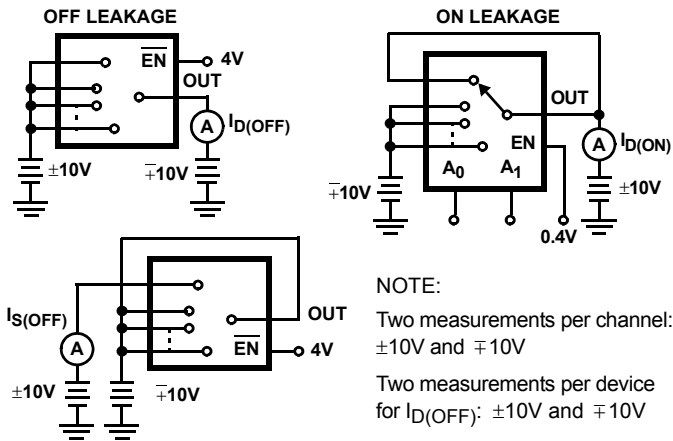 OFF LEAKAGE
EN
4V
OUT
A
I_D(OFF)
±10V
∓10V
ON LEAKAGE
OUT
EN
A
I_D(ON)
A0
A1
∓10V
±10V
0.4V
I_S(OFF)
A
OUT
EN
4V
±10V
∓10V
NOTE:
Two measurements per channel:
±10V and ∓10V
Two measurements per device
for I_D(OFF): ±10V and ∓10V